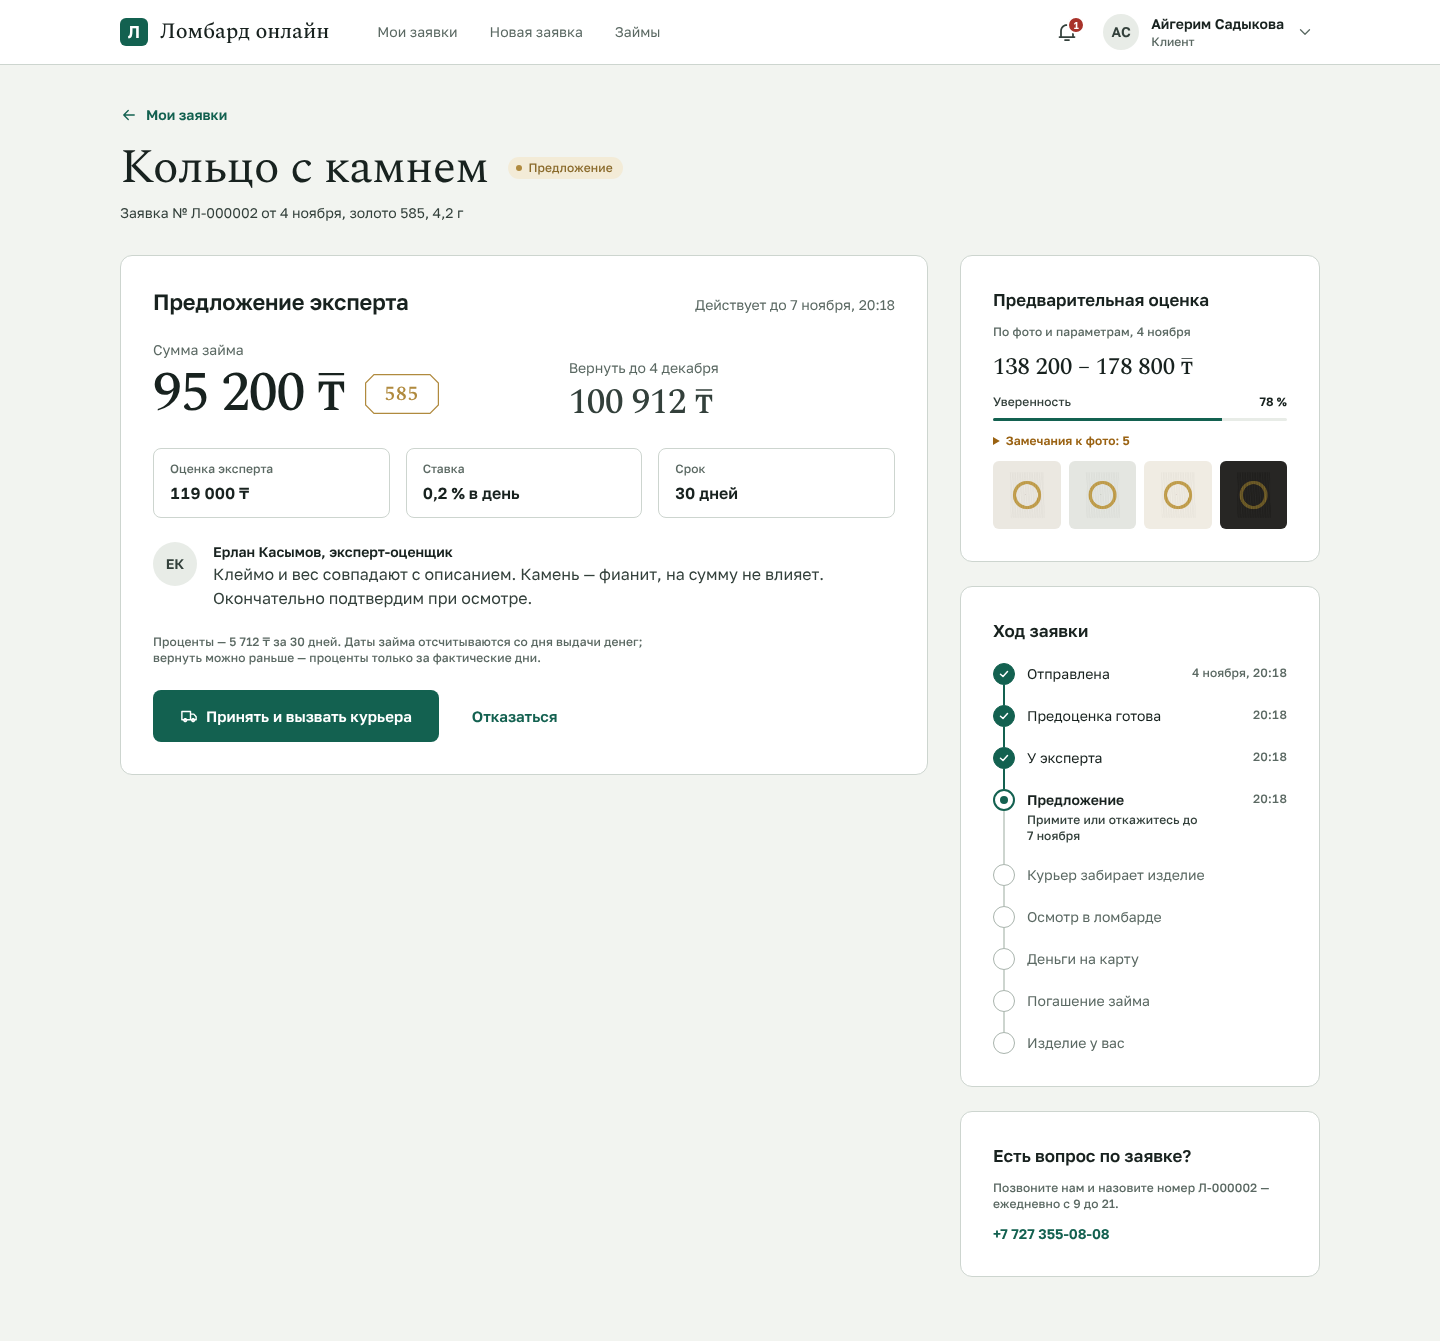 Л Ломбард онлайн
Мои заявки Новая заявка Займы
1
АС Айгерим Садыкова
Клиент
Мои заявки
Кольцо с камнем Предложение
Заявка № Л-000002 от 4 ноября, золото 585, 4,2 г
Предложение эксперта Действует до 7 ноября, 20:18
Сумма займа
95 200 ₸ 585
Вернуть до 4 декабря
100 912 ₸
Оценка эксперта
119 000 ₸
Ставка
0,2 % в день
Срок
30 дней
ЕК Ерлан Касымов, эксперт-оценщик
Клеймо и вес совпадают с описанием. Камень — фианит, на сумму не влияет.
Окончательно подтвердим при осмотре.
Проценты — 5 712 ₸ за 30 дней. Даты займа отсчитываются со дня выдачи денег;
вернуть можно раньше — проценты только за фактические дни.
Принять и вызвать курьера Отказаться
Предварительная оценка
По фото и параметрам, 4 ноября
138 200 – 178 800 ₸
Уверенность 78 %
Замечания к фото: 5
Ход заявки
Отправлена 4 ноября, 20:18
Предоценка готова 20:18
У эксперта 20:18
Предложение 20:18
Примите или откажитесь до
7 ноября
Курьер забирает изделие
Осмотр в ломбарде
Деньги на карту
Погашение займа
Изделие у вас
Есть вопрос по заявке?
Позвоните нам и назовите номер Л-000002 —
ежедневно с 9 до 21.
+7 727 355-08-08